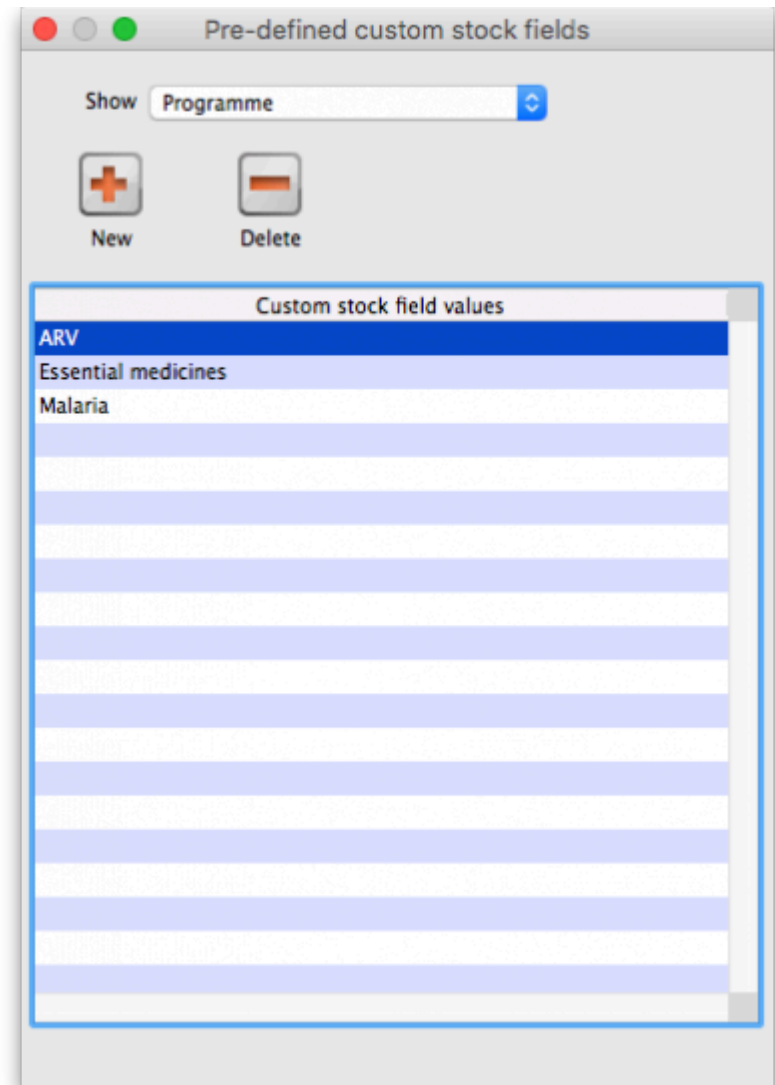 Pre-defined custom stock fields
Show Programme
New Delete
Custom stock field values
ARV
Essential medicines
Malaria